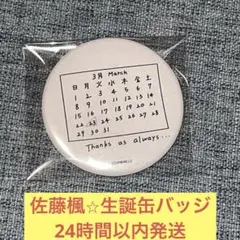 3月 March
日 月 火 水 木 金 土
1 2 3 4 5 6 7
8 9 10 11 12 13 14
15 16 17 18 19 20 21
22 23 24 25 26 27 28
29 30 31
Thanks as always...
佐藤楓☆生誕缶バッジ
24時間以内発送